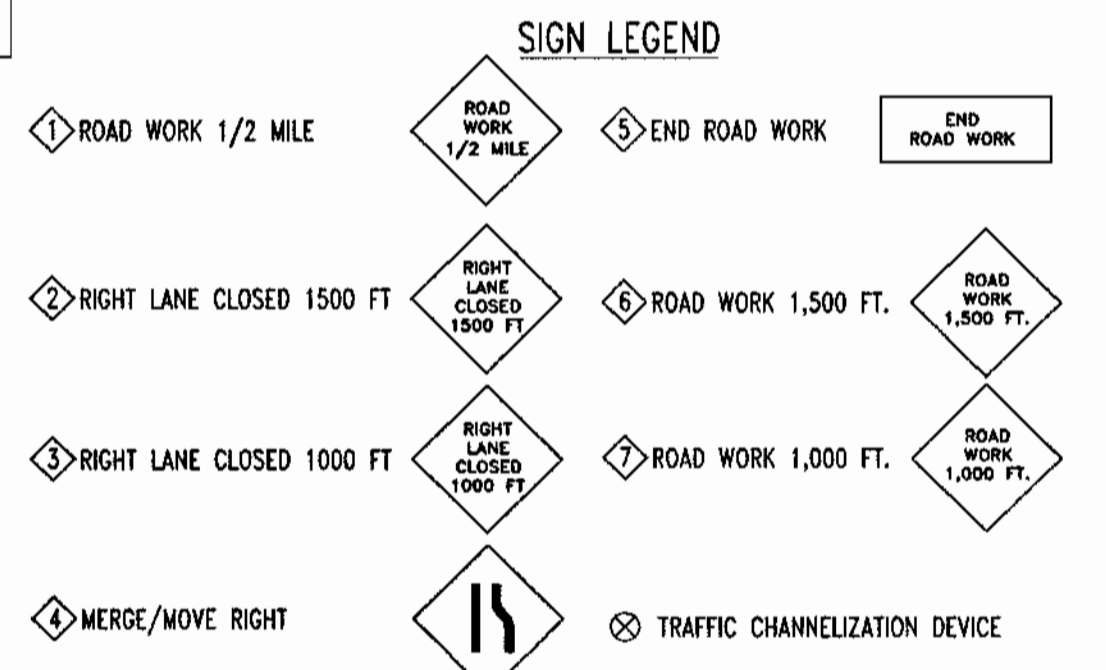 SIGN LEGEND
1 ROAD WORK 1/2 MILE
ROAD
WORK
1/2 MILE
2 RIGHT LANE CLOSED 1500 FT
RIGHT
LANE
CLOSED
1500 FT
3 RIGHT LANE CLOSED 1000 FT
RIGHT
LANE
CLOSED
1000 FT
4 MERGE/MOVE RIGHT
5 END ROAD WORK
END
ROAD WORK
6 ROAD WORK 1,500 FT.
ROAD
WORK
1,500 FT.
7 ROAD WORK 1,000 FT.
ROAD
WORK
1,000 FT.
TRAFFIC CHANNELIZATION DEVICE